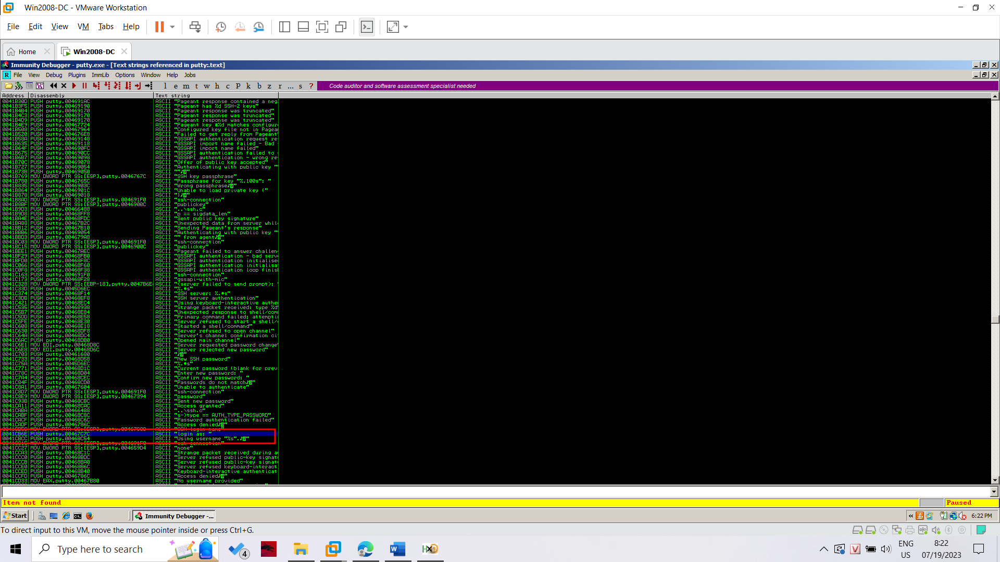 Win2008-DC - VMware Workstation
File Edit View VM Tabs Help
Home Win2008-DC
Immunity Debugger - putty.exe - [Text strings referenced in putty:.text]
File View Debug Plugins ImmLib Options Window Help Jobs
l e m t w h c P k b z r ... s ? Code auditor and software assessment specialist needed
Address Disassembly Text string
0041B30D PUSH putty.004691AC ASCII "Pageant response contained a neg
0041B3F5 PUSH putty.00469190 ASCII "Pageant has %d SSH-2 keys"
0041B4B4 PUSH putty.00469170 ASCII "Pageant response was truncated"
0041B4C3 PUSH putty.00469170 ASCII "Pageant response was truncated"
0041B4D9 PUSH putty.00469170 ASCII "Pageant response was truncated"
0041B4E9 PUSH putty.00467724 ASCII "Pageant key #%d matches configur
0041B508 PUSH putty.00467964 ASCII "Configured key file not in Pagean
0041B520 PUSH putty.004676E8 ASCII "Failed to get reply from Pageant"
0041B58A PUSH putty.00469148 ASCII "GSSAPI authentication request re
0041B635 PUSH putty.00469118 ASCII "GSSAPI import name failed - Bad
0041B64F PUSH putty.004690FC ASCII "GSSAPI import name failed"
0041B675 PUSH putty.004690CC ASCII "GSSAPI authentication failed to
0041B6B7 PUSH putty.00469098 ASCII "GSSAPI authentication - wrong re
0041B70C PUSH putty.00469078 ASCII "Offer of public key accepted"
0041B727 PUSH putty.00469054 ASCII "Authenticating with public key "
0041B73B PUSH putty.00469050 ASCII ""♪◙"
0041B769 MOV DWORD PTR SS:[ESP],putty.0046767C ASCII "SSH key passphrase"
0041B780 PUSH putty.0046765C ASCII "Passphrase for key "%.100s": "
0041B835 PUSH putty.0046903C ASCII "Wrong passphrase♪◙"
0041B864 PUSH putty.0046901C ASCII "Unable to load private key ("
0041B878 PUSH putty.00469018 ASCII ")♪◙"
0041B8AD MOV DWORD PTR SS:[ESP],putty.004691F0 ASCII "ssh-connection"
0041B8BF MOV DWORD PTR SS:[ESP],putty.0046900C ASCII "publickey"
0041B9D3 PUSH putty.00466488 ASCII "..\ssh.c"
0041B9D8 PUSH putty.00468FF8 ASCII "p == sigdata_len"
0041BA4E PUSH putty.00468FDC ASCII "Sent public key signature"
0041BA88 PUSH putty.00467B2C ASCII "Unexpected data from server whil
0041BB12 PUSH putty.00467B10 ASCII "Sending Pageant's response"
0041BBB6 PUSH putty.00469054 ASCII "Authenticating with public key "
0041BBD3 PUSH putty.004679A8 ASCII "" from agent♪◙"
0041BC03 MOV DWORD PTR SS:[ESP],putty.004691F0 ASCII "ssh-connection"
0041BC15 MOV DWORD PTR SS:[ESP],putty.0046900C ASCII "publickey"
0041BEE1 PUSH putty.00467AEC ASCII "Pageant failed to answer challen
0041BF29 PUSH putty.00468FB0 ASCII "GSSAPI authentication - bad serv
0041BFD0 PUSH putty.00468F8C ASCII "GSSAPI authentication initialise
0041C066 PUSH putty.00468F60 ASCII "GSSAPI authentication initialisa
0041C0F8 PUSH putty.00468F38 ASCII "GSSAPI authentication loop finis
0041C163 PUSH putty.004691F0 ASCII "ssh-connection"
0041C173 PUSH putty.00468F28 ASCII "gssapi-with-mic"
0041C328 MOV DWORD PTR SS:[EBP-18],putty.0047B6E ASCII "<server failed to send prompt>: "
0041C33D PUSH putty.0045D6EC ASCII "%.*s"
0041C374 PUSH putty.00468F14 ASCII "SSH server: %.*s"
0041C3DB PUSH putty.00468EF8 ASCII "SSH server authentication"
0041C421 PUSH putty.00468EC4 ASCII "Using keyboard-interactive authe
0041C535 PUSH putty.00468938 ASCII "Strange packet received: type %d"
0041C5B7 PUSH putty.00468E84 ASCII "Unexpected response to shell/com
0041C5DD PUSH putty.00468E58 ASCII "Primary command failed; attempti
0041C5FE PUSH putty.00468E30 ASCII "Server refused to start a shell/
0041C608 PUSH putty.00468E18 ASCII "Started a shell/command"
0041C630 PUSH putty.00468DF8 ASCII "Server refused to open channel"
0041C64A PUSH putty.00468DC4 ASCII "Server's channel confirmation ci
0041C6AC PUSH putty.00468DB0 ASCII "Opened main channel"
0041C6E1 MOV EDI,putty.00468D8C ASCII "Server requested password change"
0041C6E8 MOV EDI,putty.00468D6C ASCII "Server rejected new password"
0041C703 PUSH putty.00461680 ASCII "♪◙"
0041C733 PUSH putty.00468D58 ASCII "New SSH password"
0041C75A PUSH putty.0045D6EC ASCII "%.*s"
0041C771 PUSH putty.00468D1C ASCII "Current password (blank for prev
0041C78C PUSH putty.00468D04 ASCII "Enter new password: "
0041C7A4 PUSH putty.00468CEC ASCII "Confirm new password: "
0041C84F PUSH putty.00468CD0 ASCII "Passwords do not match♪◙"
0041C8A1 PUSH putty.00467604 ASCII "Unable to authenticate"
0041C8D7 MOV DWORD PTR SS:[ESP],putty.004691F0 ASCII "ssh-connection"
0041C8E9 MOV DWORD PTR SS:[ESP],putty.00467394 ASCII "password"
0041C93B PUSH putty.00468CBC ASCII "Sent new password"
0041CA11 PUSH putty.00468CAC ASCII "Access granted"
0041CABA PUSH putty.00466488 ASCII "..\ssh.c"
0041CABF PUSH putty.00468C8C ASCII "s->type == AUTH_TYPE_PASSWORD"
0041CACF PUSH putty.00468C6C ASCII "Password authentication failed"
0041CADF PUSH putty.0046786C ASCII "Access denied♪◙"
0041CB6E PUSH putty.00467C7C ASCII "login as: "
0041CBCC PUSH putty.00468C54 ASCII "Using username "%s".♪◙"
0041CC27 MOV DWORD PTR SS:[ESP],putty.004659D4 ASCII "none"
0041CCA3 PUSH putty.00468C1C ASCII "Strange packet received during a
0041CCC0 PUSH putty.00468BDC ASCII "Server refused public-key signat
0041CCCB PUSH putty.00468BA0 ASCII "Server refused public-key signat
0041CCE0 PUSH putty.00468B6C ASCII "Server refused keyboard-interact
0041CCED PUSH putty.00468B40 ASCII "Keyboard-interactive authenticat
0041CCFD PUSH putty.0046786C ASCII "Access denied♪◙"
0041CD33 MOV EAX,putty.00467B80 ASCII "No username provided"
Item not found Paused
Start Immunity Debugger -... « 6:22 PM
To direct input to this VM, move the mouse pointer inside or press Ctrl+G.
Type here to search 4 ENG US 8:22 07/19/2023